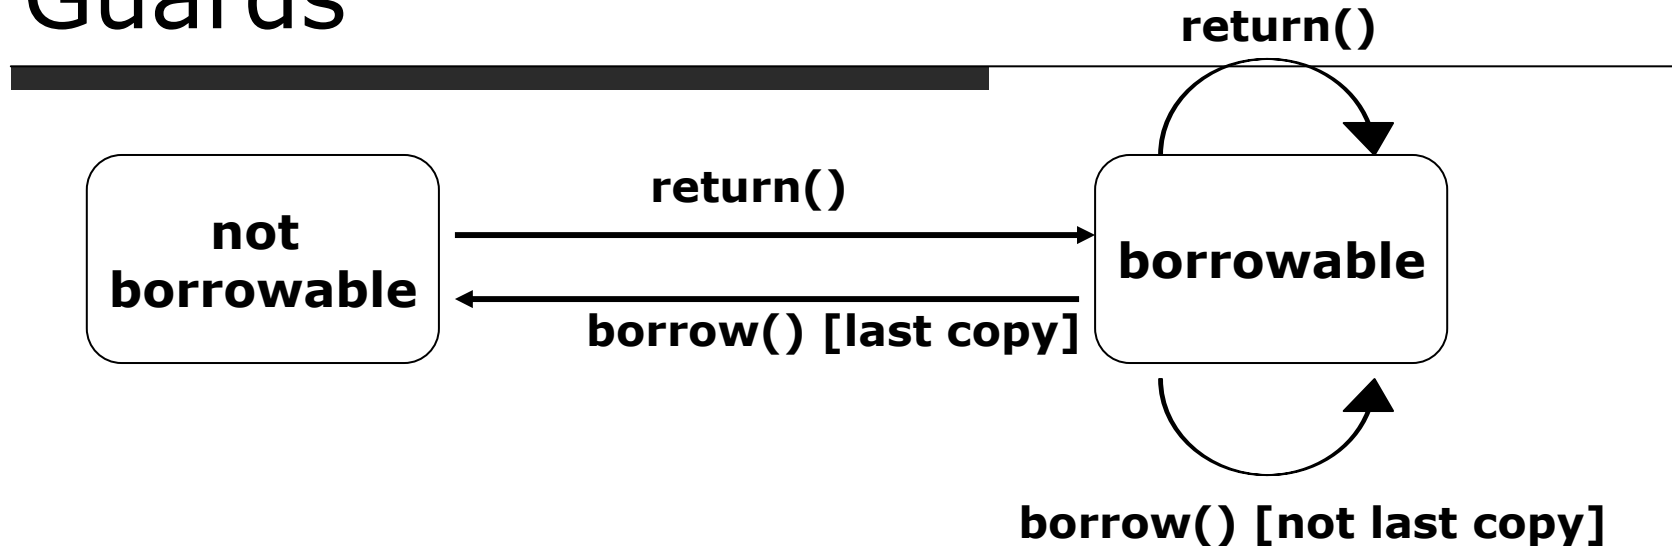 Guards
return()
return()
not
borrowable
borrowable
borrow() [last copy]
borrow() [not last copy]